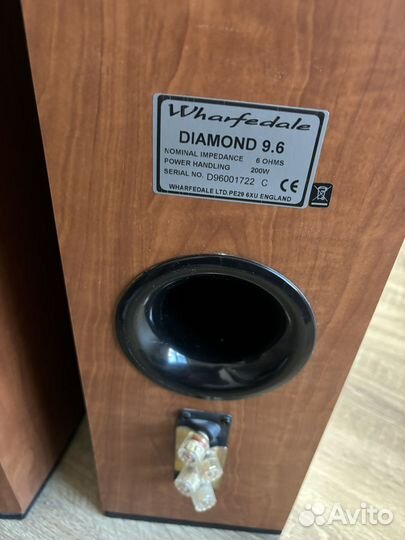 Wharfedale
DIAMOND 9.6
NOMINAL IMPEDANCE 6 OHMS
POWER HANDLING 200W
SERIAL NO. D96001722 C
CE
WHARFEDALE LTD. PE29 6XU ENGLAND
Avito